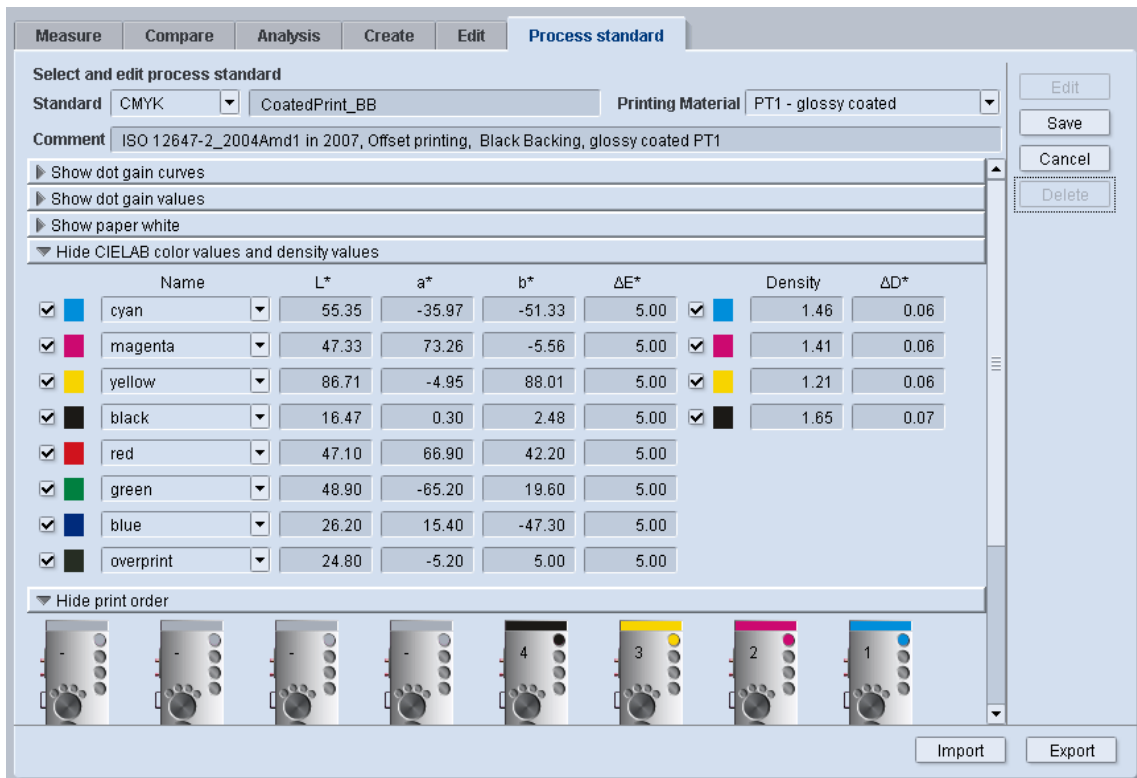 Measure Compare Analysis Create Edit Process standard
Select and edit process standard
Standard CMYK CoatedPrint_BB Printing Material PT1 - glossy coated
Comment ISO 12647-2_2004Amd1 in 2007, Offset printing, Black Backing, glossy coated PT1
Show dot gain curves
Show dot gain values
Show paper white
Hide CIELAB color values and density values
Name L* a* b* ΔE* Density ΔD*
cyan 55.35 -35.97 -51.33 5.00 1.46 0.06
magenta 47.33 73.26 -5.56 5.00 1.41 0.06
yellow 86.71 -4.95 88.01 5.00 1.21 0.06
black 16.47 0.30 2.48 5.00 1.65 0.07
red 47.10 66.90 42.20 5.00
green 48.90 -65.20 19.60 5.00
blue 26.20 15.40 -47.30 5.00
overprint 24.80 -5.20 5.00 5.00
Hide print order
- - - - 4 3 2 1
Edit
Save
Cancel
Delete
Import Export